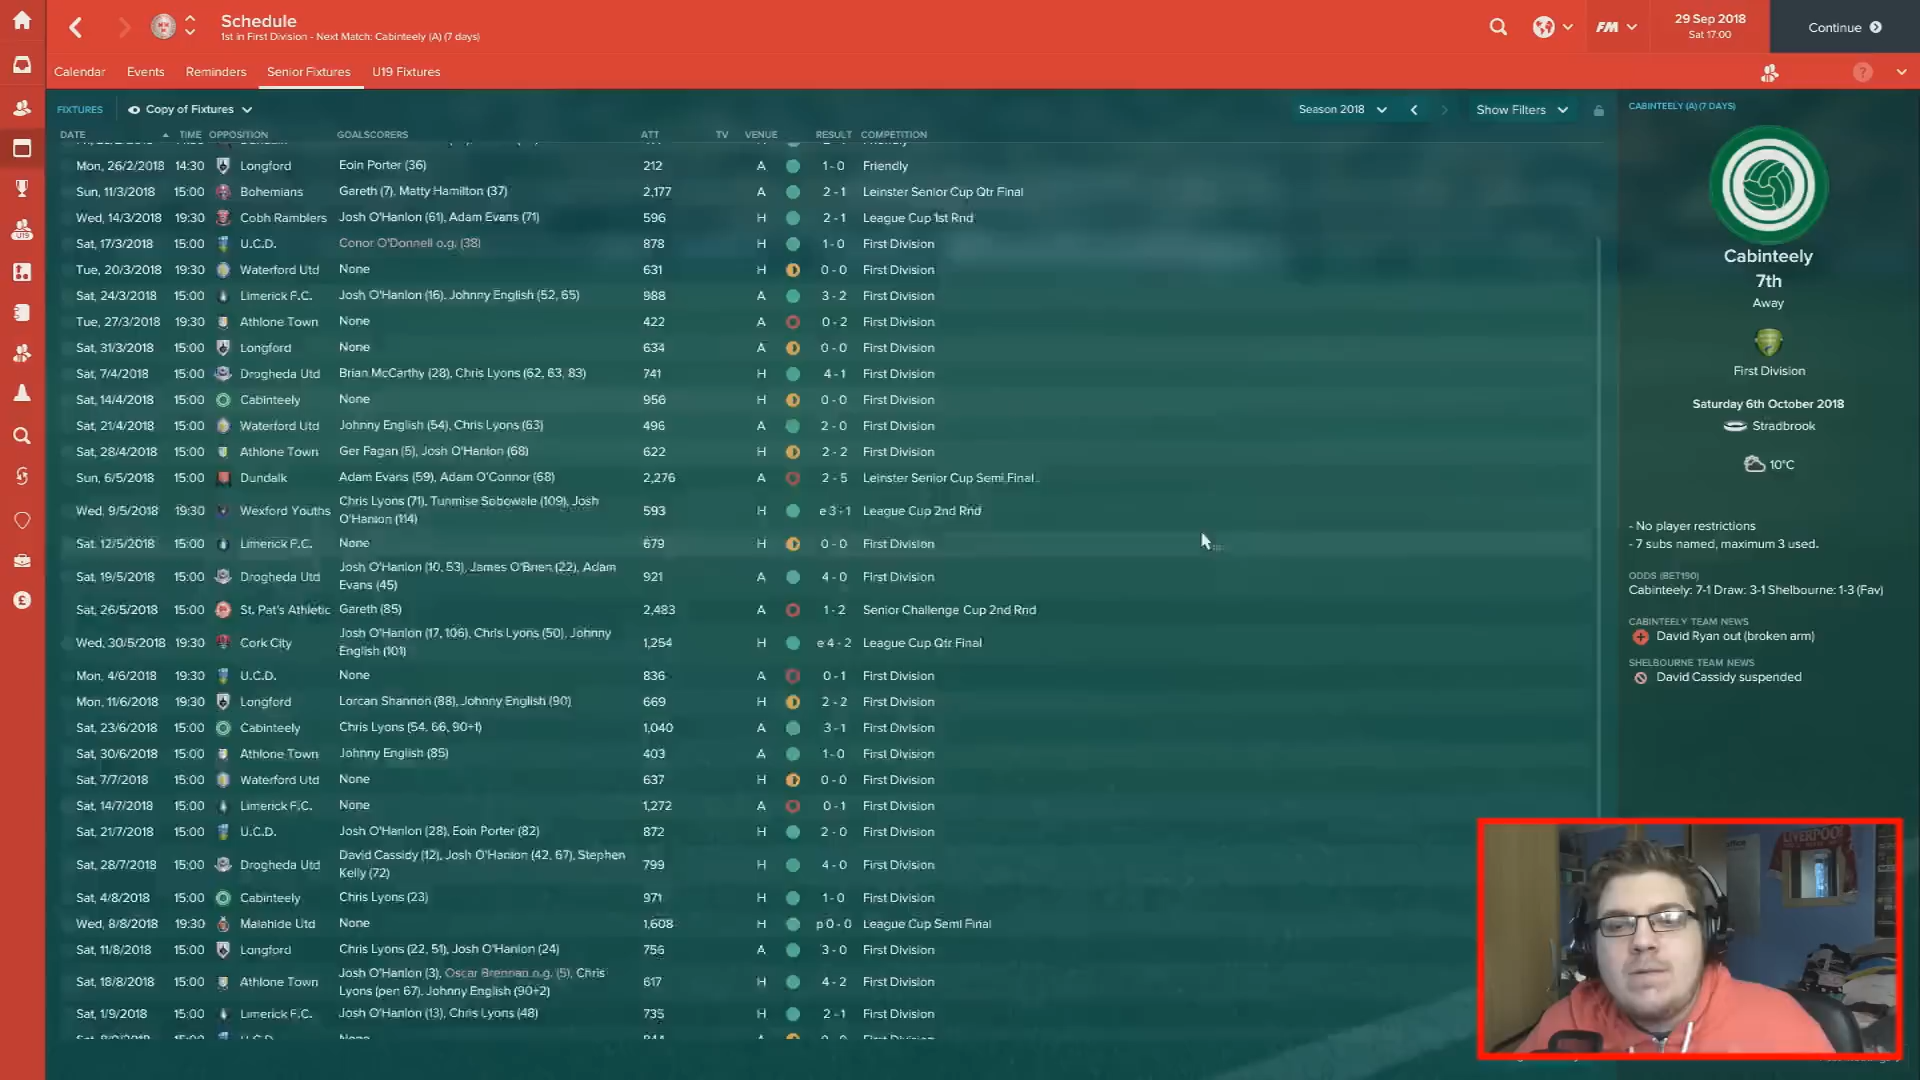 Schedule
1st in First Division - Next Match: Cabinteely (A) (7 days)
FM
29 Sep 2018
Sat 17:00
Continue
Calendar Events Reminders Senior Fixtures U19 Fixtures
FIXTURES Copy of Fixtures Season 2018 Show Filters
DATE TIME OPPOSITION GOALSCORERS ATT TV VENUE RESULT COMPETITION
Mon, 26/2/2018 14:30 Longford Eoin Porter (36) 212 A 1-0 Friendly
Sun, 11/3/2018 15:00 Bohemians Gareth (7), Matty Hamilton (37) 2,177 A 2-1 Leinster Senior Cup Qtr Final
Wed, 14/3/2018 19:30 Cobh Ramblers Josh O'Hanlon (61), Adam Evans (71) 596 H 2-1 League Cup 1st Rnd
Sat, 17/3/2018 15:00 U.C.D. Conor O'Donnell o.g. (38) 878 H 1-0 First Division
Tue, 20/3/2018 19:30 Waterford Utd None 631 H 0-0 First Division
Sat, 24/3/2018 15:00 Limerick F.C. Josh O'Hanlon (16), Johnny English (52, 65) 988 A 3-2 First Division
Tue, 27/3/2018 19:30 Athlone Town None 422 A 0-2 First Division
Sat, 31/3/2018 15:00 Longford None 634 A 0-0 First Division
Sat, 7/4/2018 15:00 Drogheda Utd Brian McCarthy (28), Chris Lyons (62, 63, 83) 741 H 4-1 First Division
Sat, 14/4/2018 15:00 Cabinteely None 956 H 0-0 First Division
Sat, 21/4/2018 15:00 Waterford Utd Johnny English (54), Chris Lyons (63) 496 A 2-0 First Division
Sat, 28/4/2018 15:00 Athlone Town Ger Fagan (5), Josh O'Hanlon (68) 622 H 2-2 First Division
Sun, 6/5/2018 15:00 Dundalk Adam Evans (59), Adam O'Connor (68) 2,276 A 2-5 Leinster Senior Cup Semi Final
Wed, 9/5/2018 19:30 Wexford Youths Chris Lyons (71), Tunmise Sobowale (109), Josh O'Hanlon (114) 593 H e 3-1 League Cup 2nd Rnd
Sat, 12/5/2018 15:00 Limerick F.C. None 679 H 0-0 First Division
Sat, 19/5/2018 15:00 Drogheda Utd Josh O'Hanlon (10, 53), James O'Brien (22), Adam Evans (45) 921 A 4-0 First Division
Sat, 26/5/2018 15:00 St. Pat's Athletic Gareth (85) 2,483 A 1-2 Senior Challenge Cup 2nd Rnd
Wed, 30/5/2018 19:30 Cork City Josh O'Hanlon (17, 106), Chris Lyons (50), Johnny English (101) 1,254 H e 4-2 League Cup Qtr Final
Mon, 4/6/2018 19:30 U.C.D. None 836 A 0-1 First Division
Mon, 11/6/2018 19:30 Longford Lorcan Shannon (88), Johnny English (90) 669 H 2-2 First Division
Sat, 23/6/2018 15:00 Cabinteely Chris Lyons (54, 66, 90+1) 1,040 A 3-1 First Division
Sat, 30/6/2018 15:00 Athlone Town Johnny English (85) 403 A 1-0 First Division
Sat, 7/7/2018 15:00 Waterford Utd None 637 H 0-0 First Division
Sat, 14/7/2018 15:00 Limerick F.C. None 1,272 A 0-1 First Division
Sat, 21/7/2018 15:00 U.C.D. Josh O'Hanlon (28), Eoin Porter (82) 872 H 2-0 First Division
Sat, 28/7/2018 15:00 Drogheda Utd David Cassidy (12), Josh O'Hanlon (42, 67), Stephen Kelly (72) 799 H 4-0 First Division
Sat, 4/8/2018 15:00 Cabinteely Chris Lyons (23) 971 H 1-0 First Division
Wed, 8/8/2018 19:30 Malahide Utd None 1,608 H p 0-0 League Cup Semi Final
Sat, 11/8/2018 15:00 Longford Chris Lyons (22, 51), Josh O'Hanlon (24) 756 A 3-0 First Division
Sat, 18/8/2018 15:00 Athlone Town Josh O'Hanlon (3), Oscar Brennan o.g. (5), Chris Lyons (pen 67), Johnny English (90+2) 617 H 4-2 First Division
Sat, 1/9/2018 15:00 Limerick F.C. Josh O'Hanlon (13), Chris Lyons (48) 735 H 2-1 First Division
CABINTEELY (A) (7 DAYS)
Cabinteely
7th
Away
First Division
Saturday 6th October 2018
Stradbrook
10°C
- No player restrictions
- 7 subs named, maximum 3 used.
ODDS (BET190)
Cabinteely: 7-1 Draw: 3-1 Shelbourne: 1-3 (Fav)
CABINTEELY TEAM NEWS
David Ryan out (broken arm)
SHELBOURNE TEAM NEWS
David Cassidy suspended
LIVERPOOL